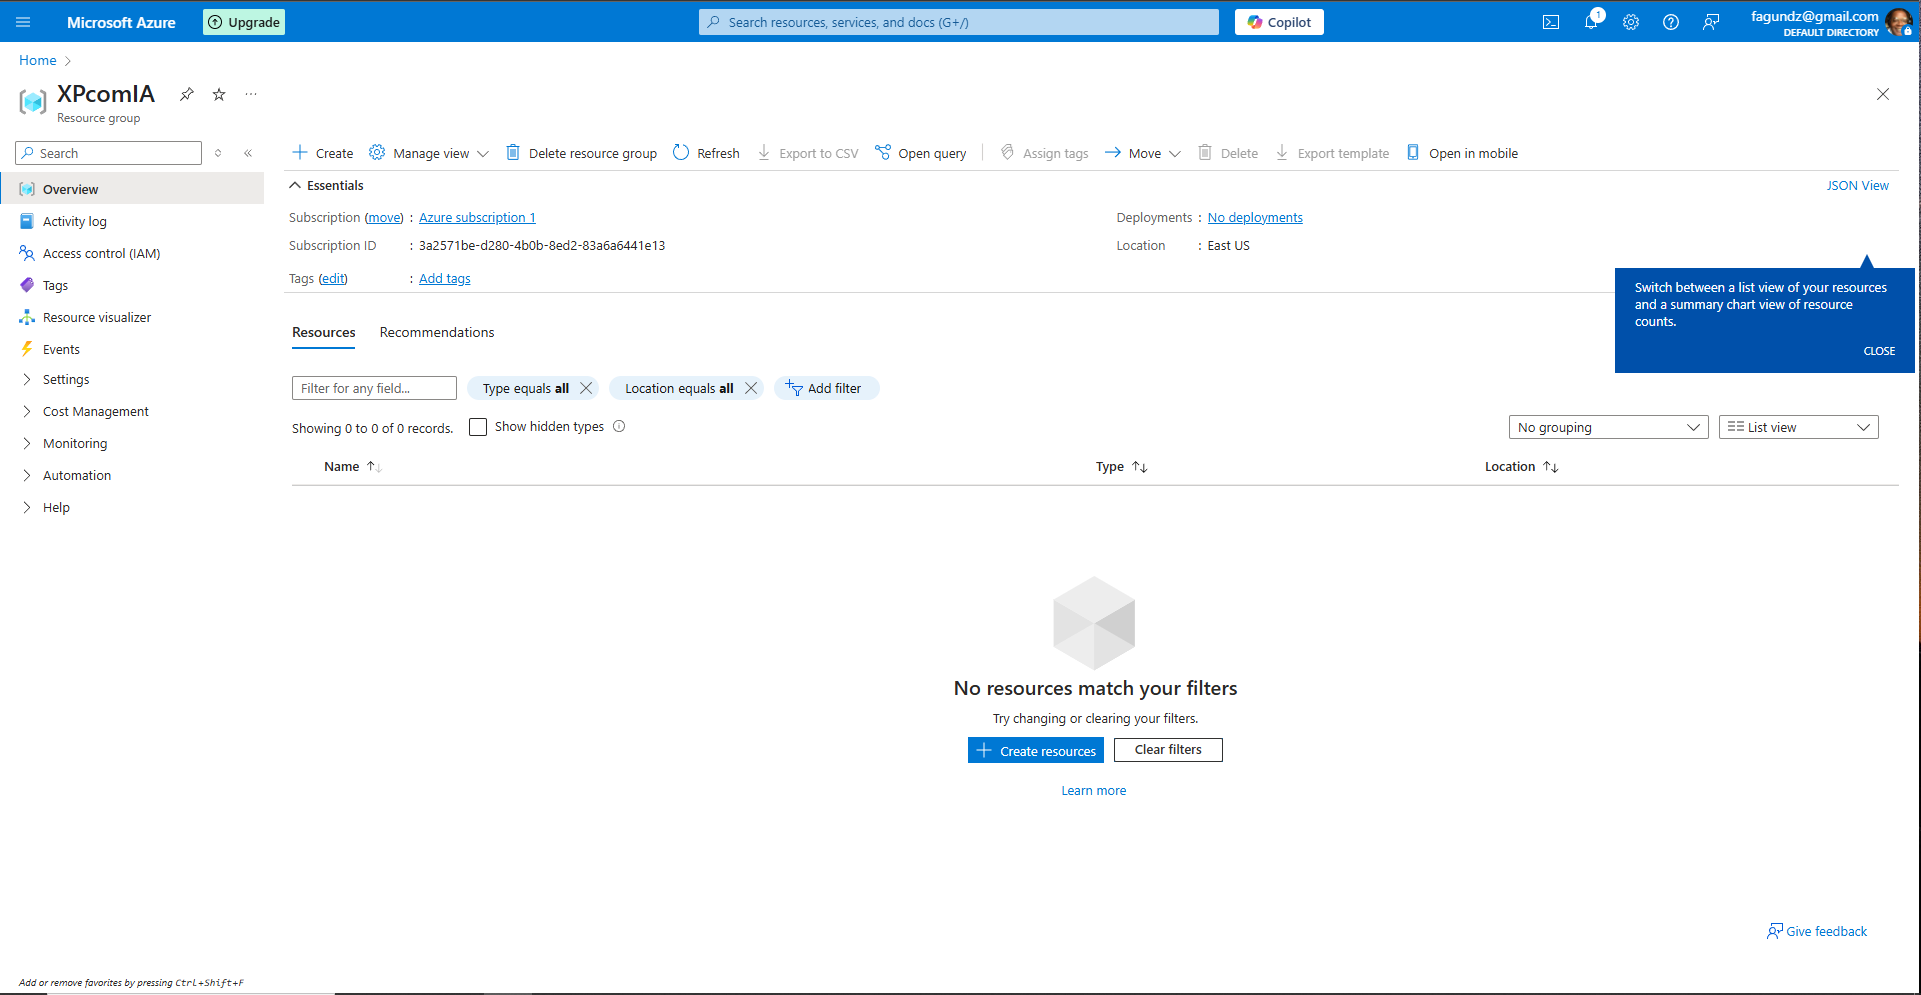 Microsoft Azure
Upgrade
Search resources, services, and docs (G+/)
Copilot
1
fagundz@gmail.com
DEFAULT DIRECTORY
Home
XPcomIA
Resource group
Search
Create
Manage view
Delete resource group
Refresh
Export to CSV
Open query
Assign tags
Move
Delete
Export template
Open in mobile
Overview
Activity log
Access control (IAM)
Tags
Resource visualizer
Events
Settings
Cost Management
Monitoring
Automation
Help
Essentials
JSON View
Subscription (move) : Azure subscription 1
Deployments : No deployments
Subscription ID : 3a2571be-d280-4b0b-8ed2-83a6a6441e13
Location : East US
Tags (edit) : Add tags
Switch between a list view of your resources
and a summary chart view of resource
counts.
CLOSE
Resources
Recommendations
Filter for any field...
Type equals all
Location equals all
Add filter
Showing 0 to 0 of 0 records.
Show hidden types
No grouping
List view
Name
Type
Location
No resources match your filters
Try changing or clearing your filters.
Create resources
Clear filters
Learn more
Give feedback
Add or remove favorites by pressing Ctrl+Shift+F